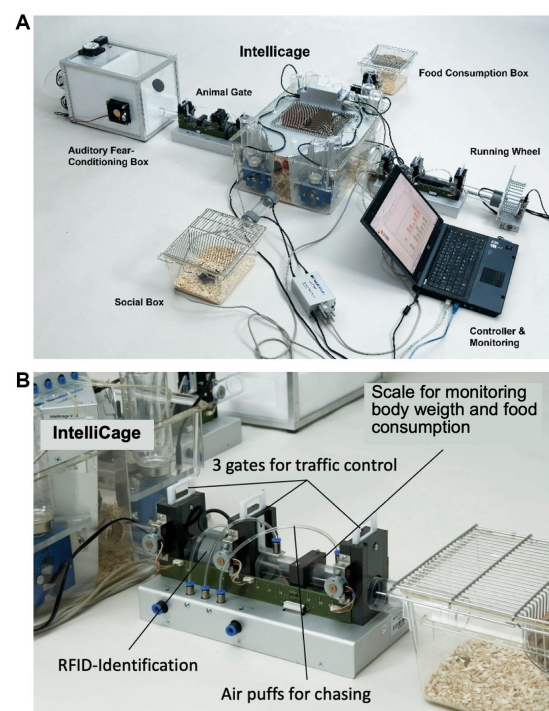 A
Intellicage
Food Consumption Box
Animal Gate
Auditory Fear-
Conditioning Box
Running Wheel
Social Box
Controller &
Monitoring
B
IntelliCage
Scale for monitoring
body weigth and food
consumption
3 gates for traffic control
RFID-Identification
Air puffs for chasing